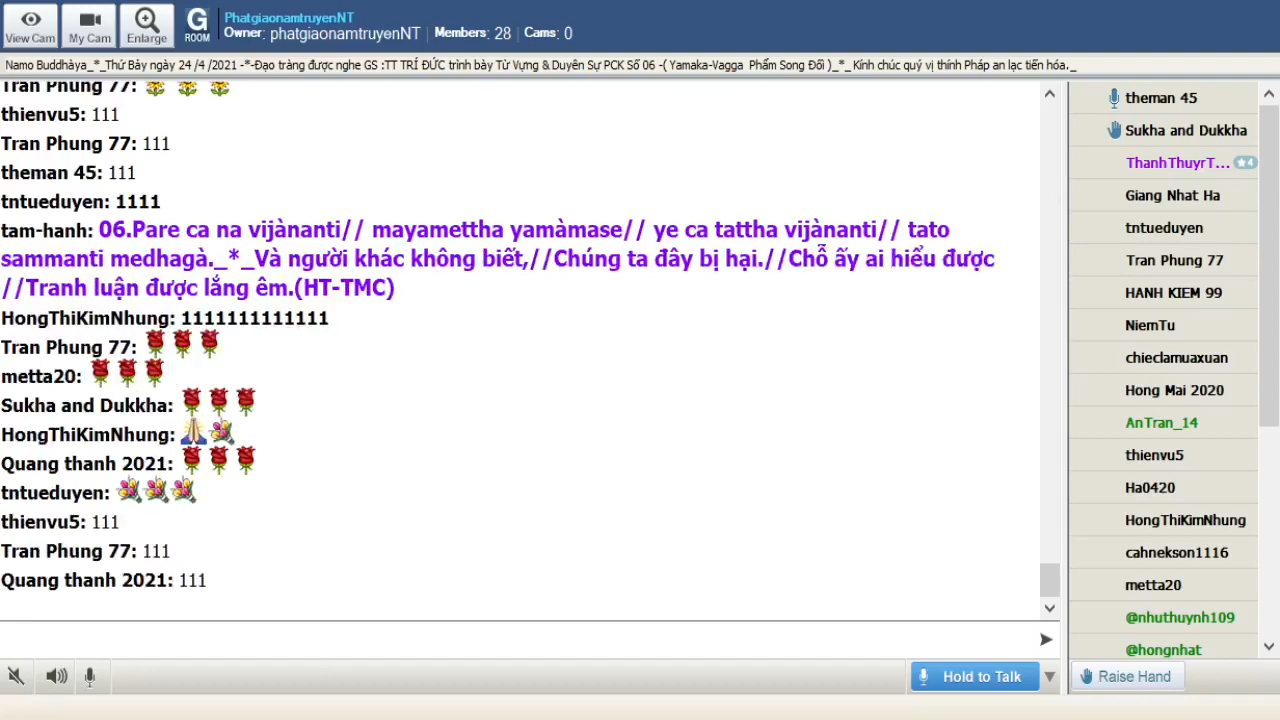 View Cam
My Cam
Enlarge
G
ROOM
PhatgiaonamtruyenNT
Owner: phatgiaonamtruyenNT | Members: 28 | Cams: 0
Namo Buddhàya_*_Thứ Bảy ngày 24 /4 /2021 -*-Đạo tràng được nghe GS :TT TRÍ ĐỨC trình bày Từ Vựng & Duyên Sự PCK Số 06 -( Yamaka-Vagga Phẩm Song Đối )_*_ Kính chúc quý vị thính Pháp an lạc tiến hóa._
Tran Phung 77:
thienvu5: 111
Tran Phung 77: 111
theman 45: 111
tntueduyen: 1111
tam-hanh: 06.Pare ca na vijànanti// mayamettha yamàmase// ye ca tattha vijànanti// tato
sammanti medhagà._*_Và người khác không biết,//Chúng ta đây bị hại.//Chỗ ấy ai hiểu được
//Tranh luận được lắng êm.(HT-TMC)
HongThiKimNhung: 1111111111111
Tran Phung 77:
metta20:
Sukha and Dukkha:
HongThiKimNhung:
Quang thanh 2021:
tntueduyen:
thienvu5: 111
Tran Phung 77: 111
Quang thanh 2021: 111
Hold to Talk
theman 45
Sukha and Dukkha
ThanhThuyrT... 4
Giang Nhat Ha
tntueduyen
Tran Phung 77
HANH KIEM 99
NiemTu
chieclamuaxuan
Hong Mai 2020
AnTran_14
thienvu5
Ha0420
HongThiKimNhung
cahnekson1116
metta20
@nhuthuynh109
@hongnhat
Raise Hand